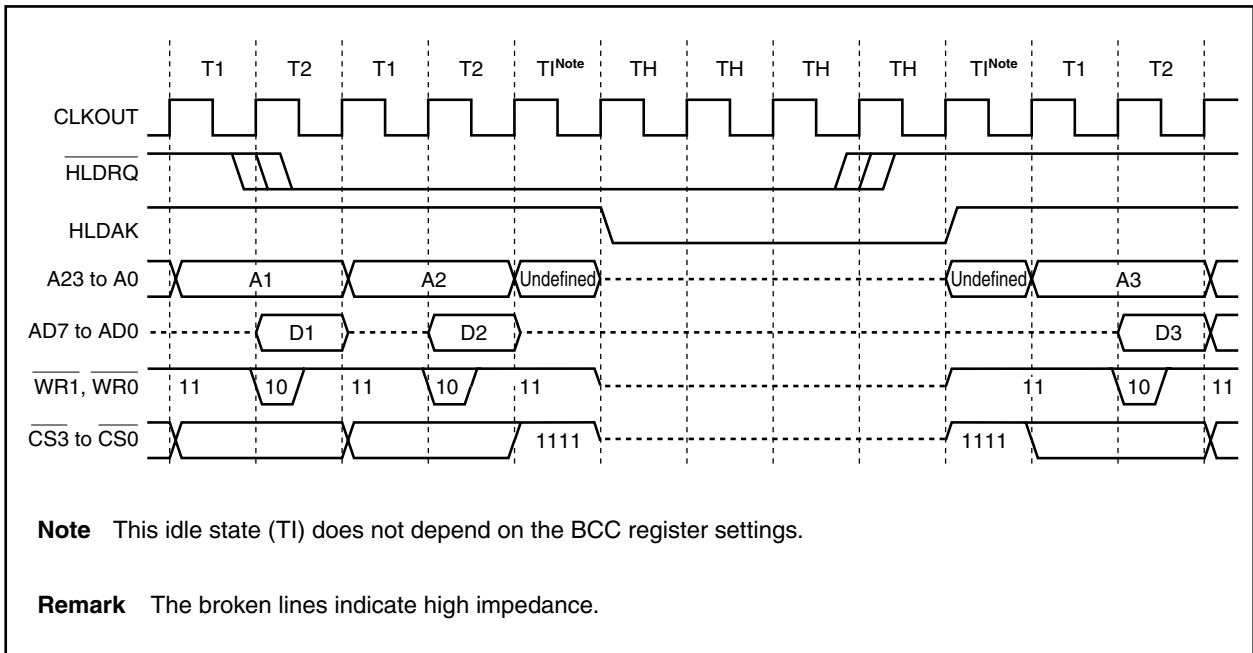 T1 T2 T1 T2 TINote TH TH TH TH TINote T1 T2
CLKOUT
HLDRQ
HLDAK
A23 to A0 A1 A2 Undefined Undefined A3
AD7 to AD0 D1 D2 D3
WR1, WR0 11 10 11 10 11 11 10 11
CS3 to CS0 1111 1111
Note This idle state (TI) does not depend on the BCC register settings.
Remark The broken lines indicate high impedance.